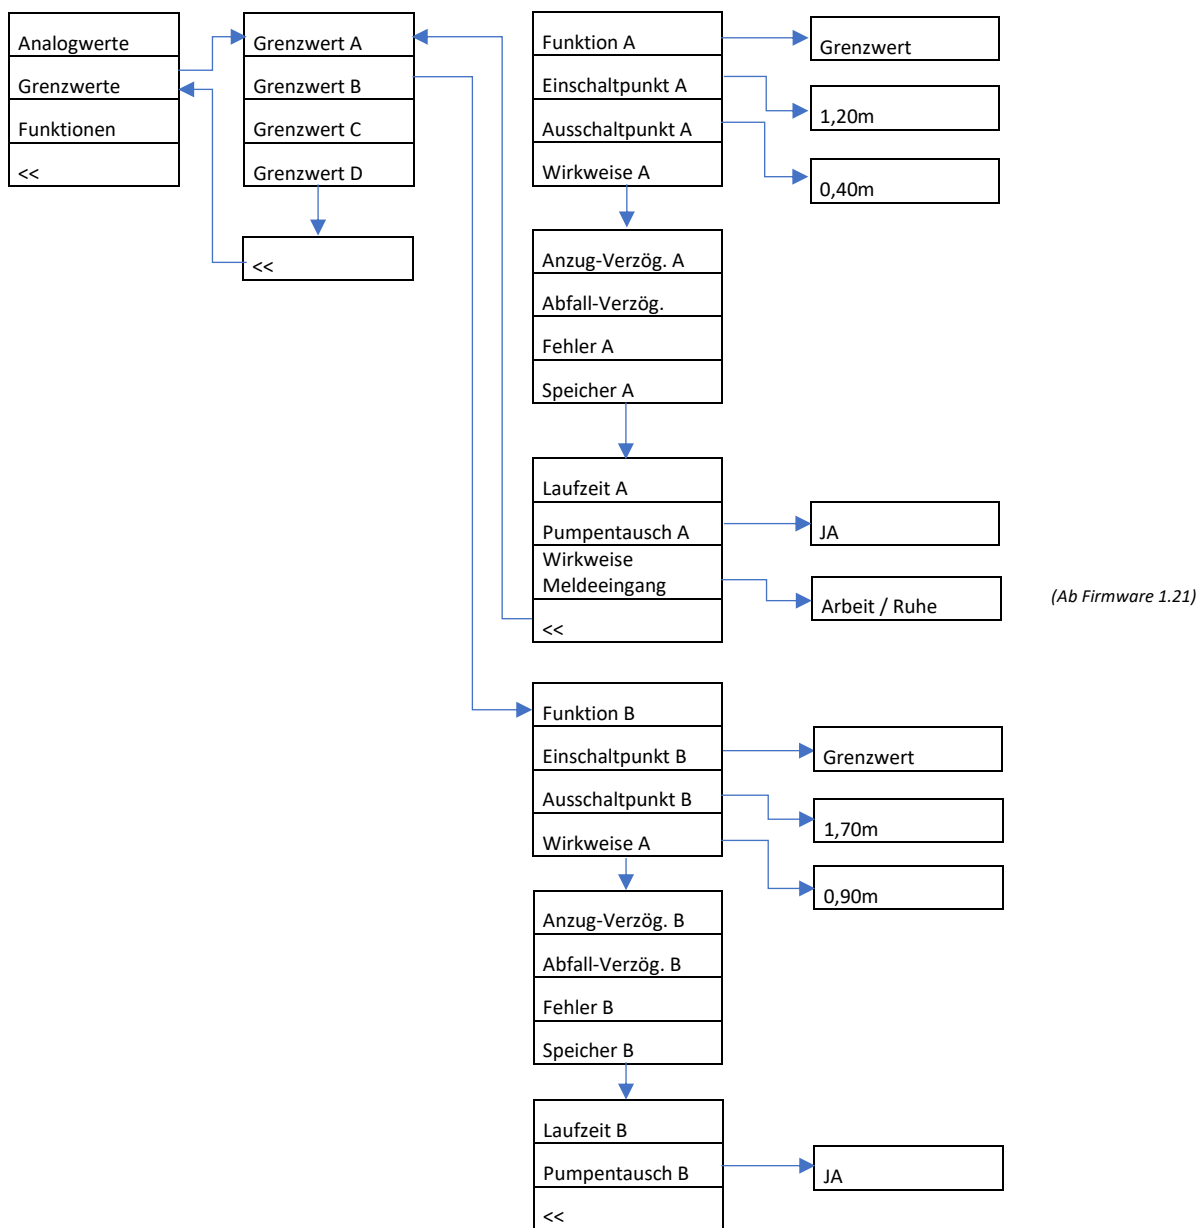 Analogwerte
Grenzwerte
Funktionen
<<
Grenzwert A
Grenzwert B
Grenzwert C
Grenzwert D
<<
Funktion A
Einschaltpunkt A
Ausschaltpunkt A
Wirkweise A
Grenzwert
1,20m
0,40m
Anzug-Verzög. A
Abfall-Verzög.
Fehler A
Speicher A
Laufzeit A
Pumpentausch A
Wirkweise
Meldeeingang
<<
JA
Arbeit / Ruhe
(Ab Firmware 1.21)
Funktion B
Einschaltpunkt B
Ausschaltpunkt B
Wirkweise A
Grenzwert
1,70m
0,90m
Anzug-Verzög. B
Abfall-Verzög. B
Fehler B
Speicher B
Laufzeit B
Pumpentausch B
<<
JA